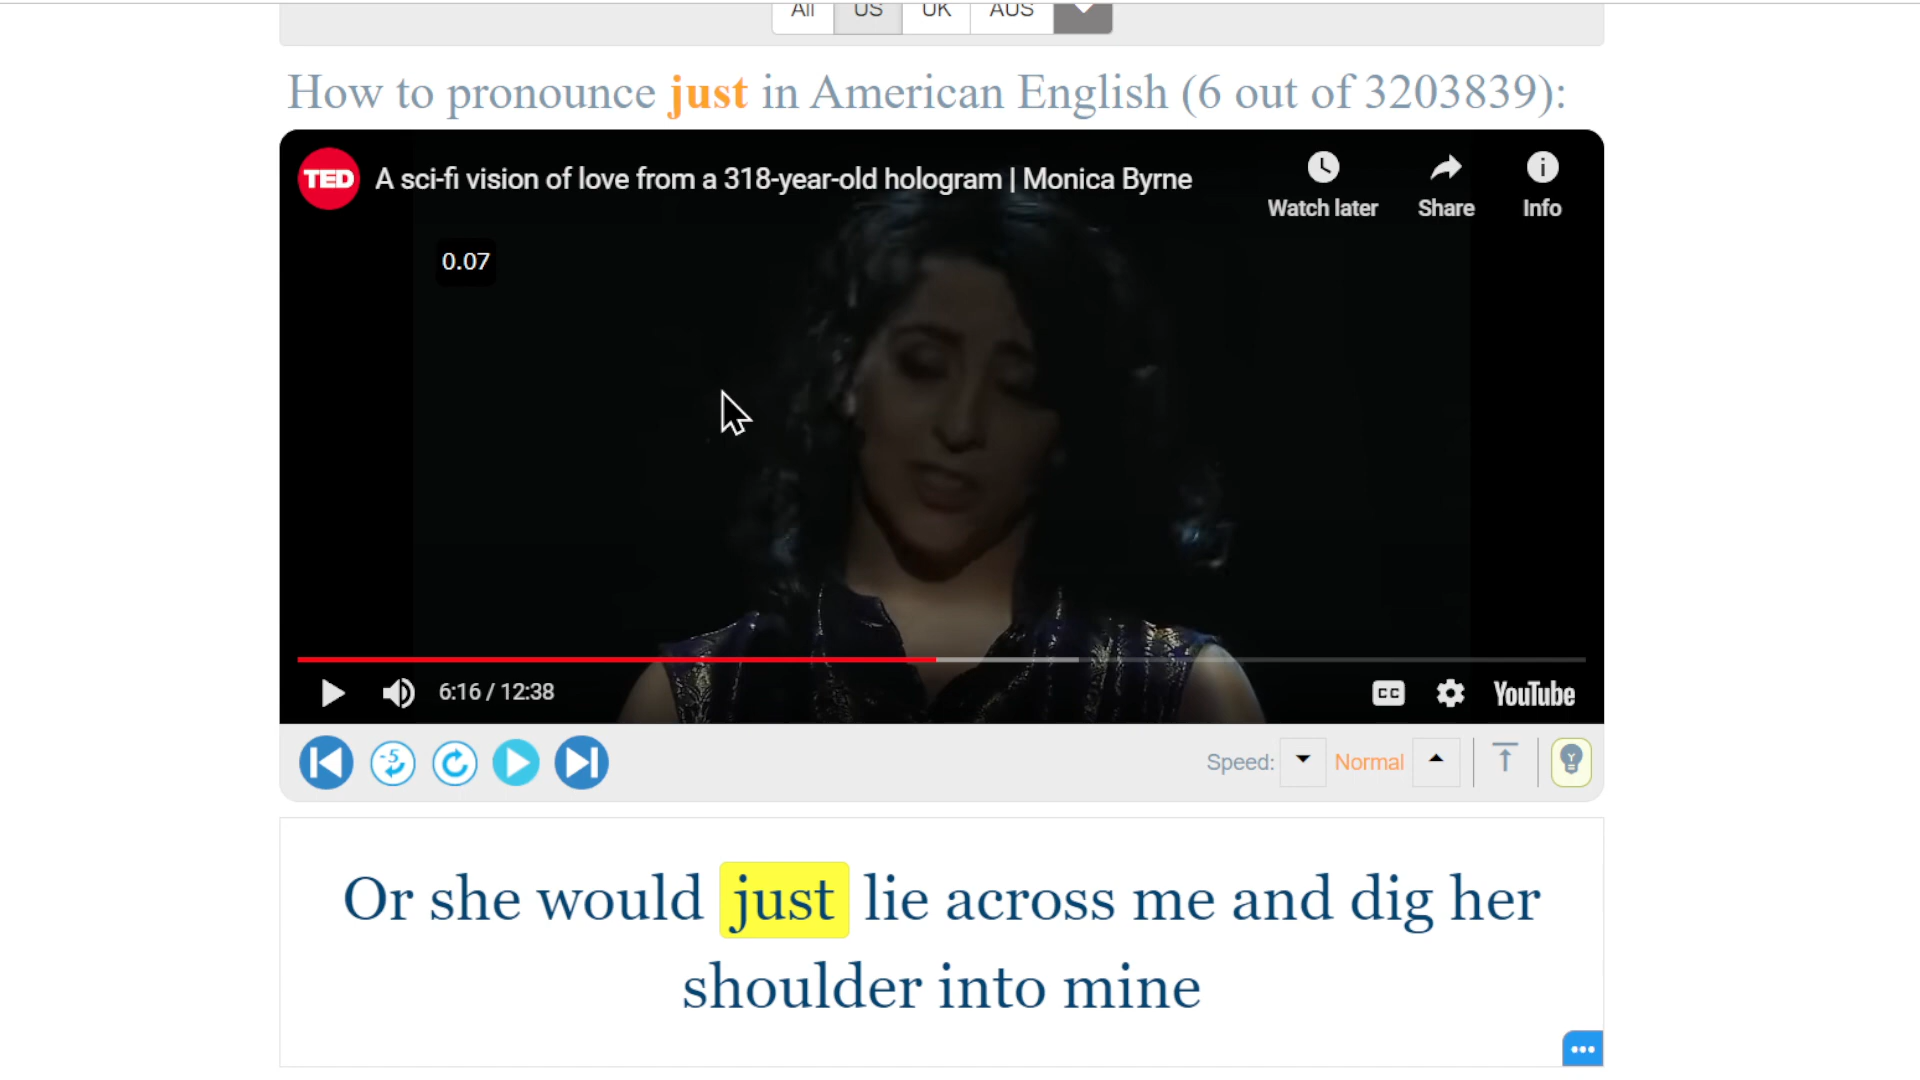 All US UK AUS
How to pronounce just in American English (6 out of 3203839):
TED A sci-fi vision of love from a 318-year-old hologram | Monica Byrne
Watch later Share Info
0.07
6:16 / 12:38 CC YouTube
-5 Speed: Normal
Or she would just lie across me and dig her
shoulder into mine